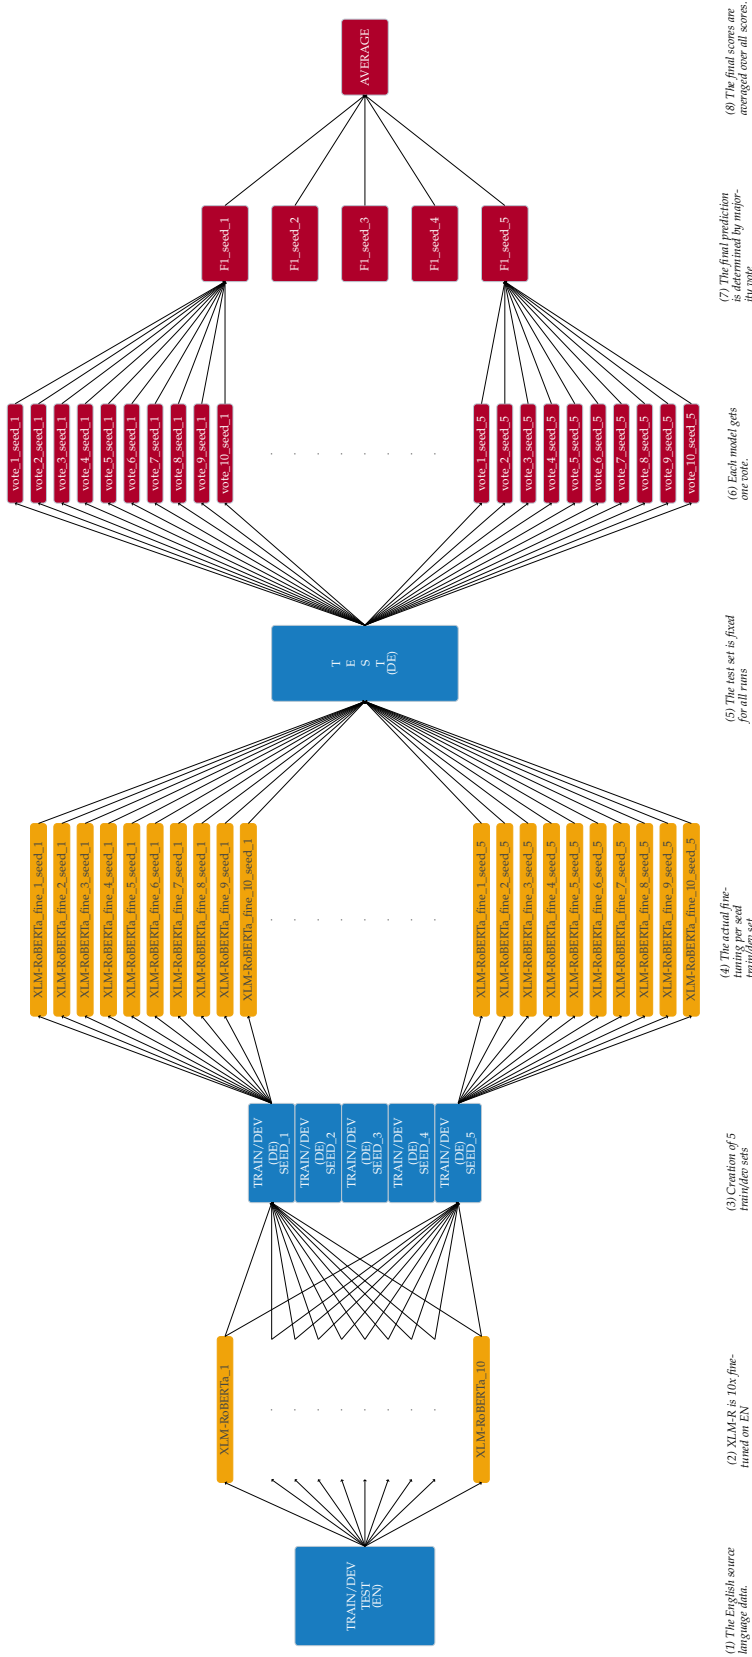 TRAIN/DEV
TEST
(EN)
XLM-RoBERTa_1
XLM-RoBERTa_10
TRAIN/DEV
(DE)
SEED_1
TRAIN/DEV
(DE)
SEED_2
TRAIN/DEV
(DE)
SEED_3
TRAIN/DEV
(DE)
SEED_4
TRAIN/DEV
(DE)
SEED_5
XLM-RoBERTa_fine_1_seed_1
XLM-RoBERTa_fine_2_seed_1
XLM-RoBERTa_fine_3_seed_1
XLM-RoBERTa_fine_4_seed_1
XLM-RoBERTa_fine_5_seed_1
XLM-RoBERTa_fine_6_seed_1
XLM-RoBERTa_fine_7_seed_1
XLM-RoBERTa_fine_8_seed_1
XLM-RoBERTa_fine_9_seed_1
XLM-RoBERTa_fine_10_seed_1
XLM-RoBERTa_fine_1_seed_5
XLM-RoBERTa_fine_2_seed_5
XLM-RoBERTa_fine_3_seed_5
XLM-RoBERTa_fine_4_seed_5
XLM-RoBERTa_fine_5_seed_5
XLM-RoBERTa_fine_6_seed_5
XLM-RoBERTa_fine_7_seed_5
XLM-RoBERTa_fine_8_seed_5
XLM-RoBERTa_fine_9_seed_5
XLM-RoBERTa_fine_10_seed_5
T
E
S
T
(DE)
vote_1_seed_1
vote_2_seed_1
vote_3_seed_1
vote_4_seed_1
vote_5_seed_1
vote_6_seed_1
vote_7_seed_1
vote_8_seed_1
vote_9_seed_1
vote_10_seed_1
vote_1_seed_5
vote_2_seed_5
vote_3_seed_5
vote_4_seed_5
vote_5_seed_5
vote_6_seed_5
vote_7_seed_5
vote_8_seed_5
vote_9_seed_5
vote_10_seed_5
F1_seed_1
F1_seed_2
F1_seed_3
F1_seed_4
F1_seed_5
AVERAGE
(1) The English source
language data.
(2) XLM-R is 10x fine-
tuned on EN
(3) Creation of 5
train/dev sets
(4) The actual fine-
tuning per seed
train/dev set
(5) The test set is fixed
for all runs
(6) Each model gets
one vote.
(7) The final prediction
is determined by major-
ity vote
(8) The final scores are
averaged over all scores.